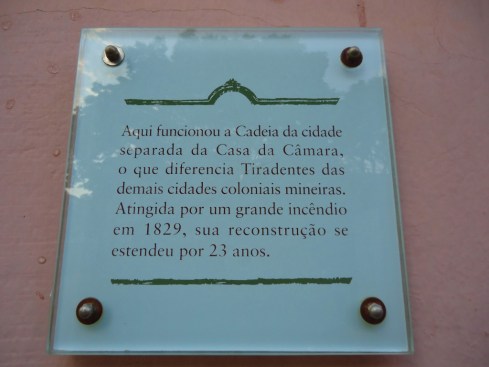 Aqui funcionou a Cadeia da cidade
separada da Casa da Câmara,
o que diferencia Tiradentes das
demais cidades coloniais mineiras.
Atingida por um grande incêndio
em 1829, sua reconstrução se
estendeu por 23 anos.